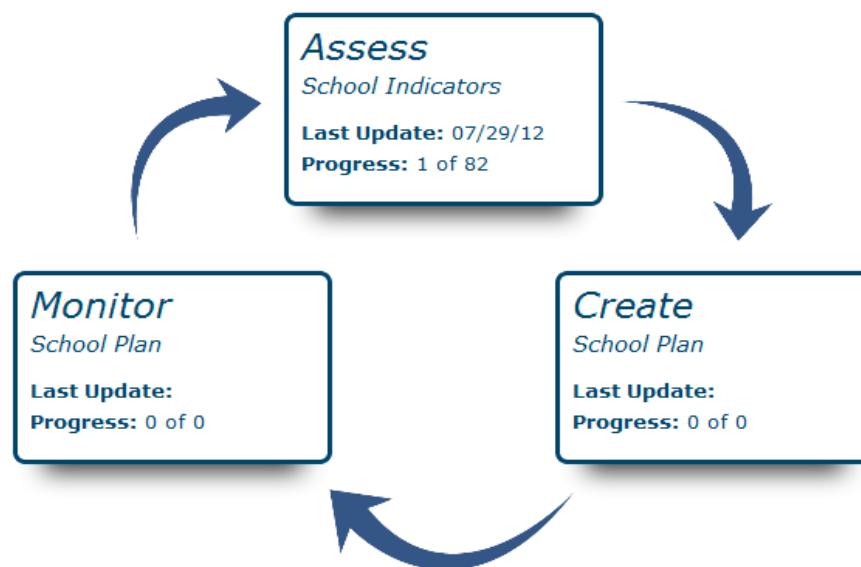 Assess
School Indicators
Last Update: 07/29/12
Progress: 1 of 82
Monitor
School Plan
Last Update:
Progress: 0 of 0
Create
School Plan
Last Update:
Progress: 0 of 0